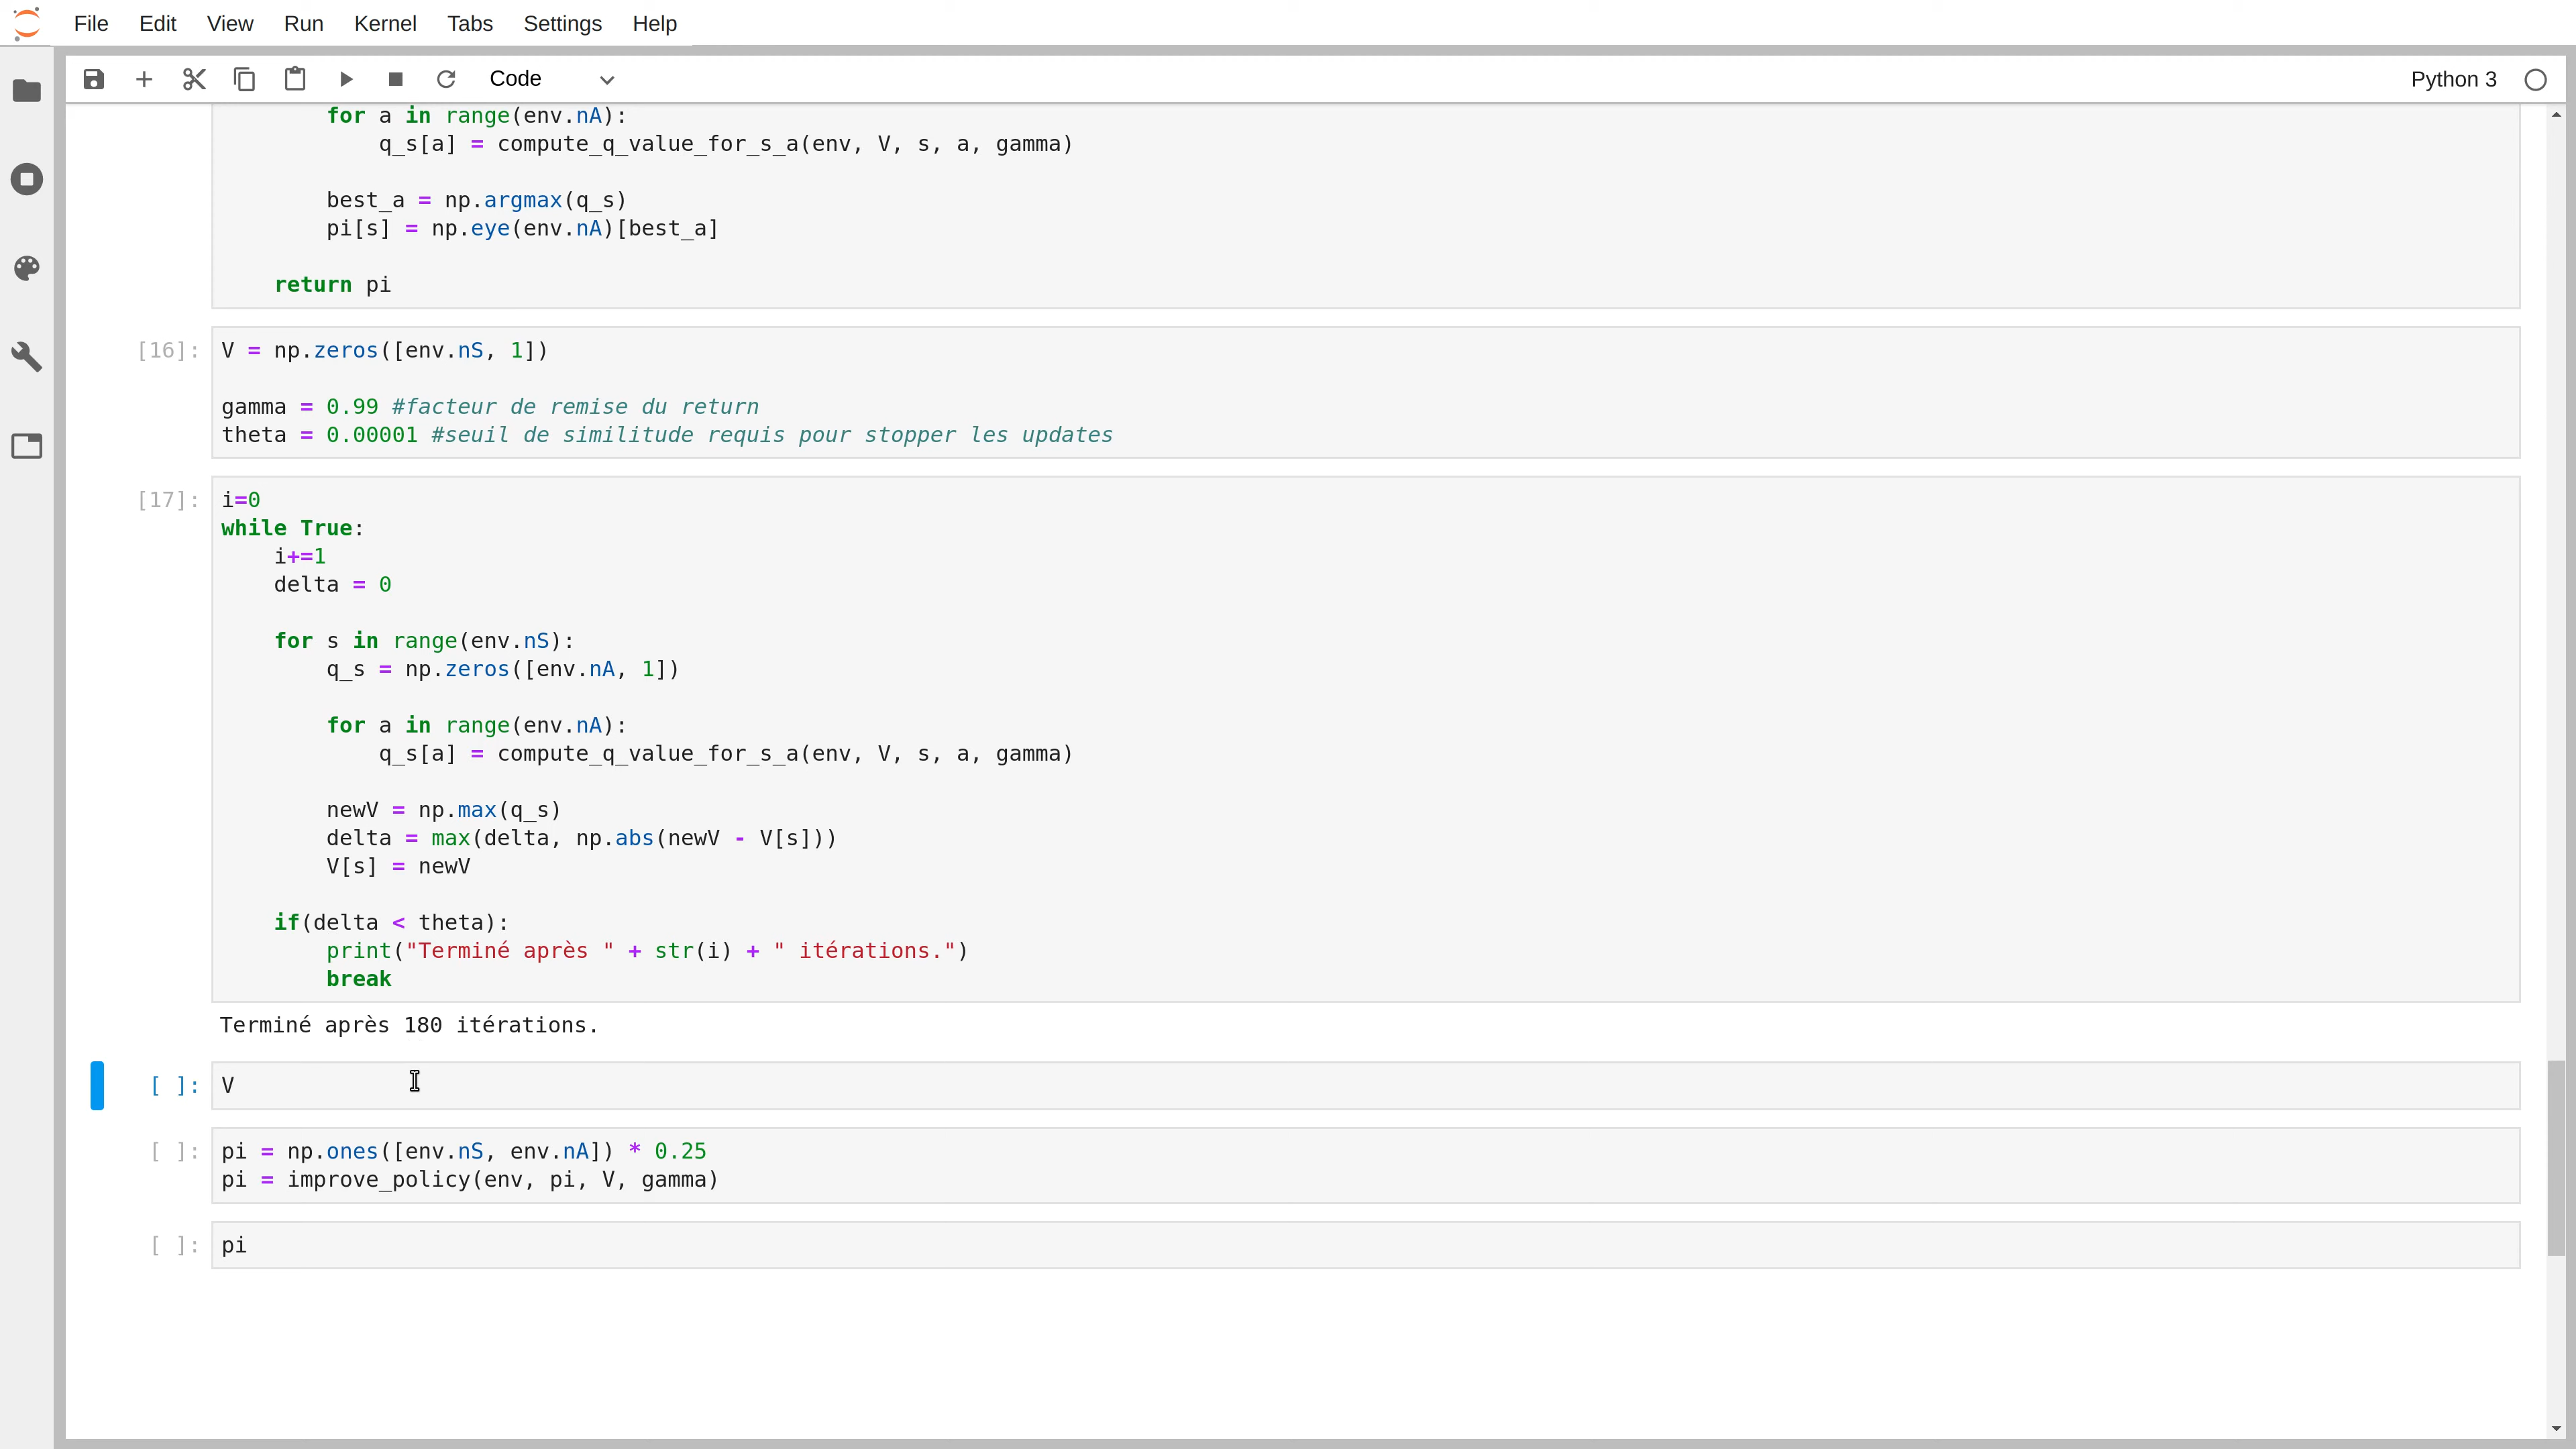 File Edit View Run Kernel Tabs Settings Help
Code
Python 3
for a in range(env.nA):
q_s[a] = compute_q_value_for_s_a(env, V, s, a, gamma)
best_a = np.argmax(q_s)
pi[s] = np.eye(env.nA)[best_a]
return pi
[16]: V = np.zeros([env.nS, 1])
gamma = 0.99 #facteur de remise du return
theta = 0.00001 #seuil de similitude requis pour stopper les updates
[17]: i=0
while True:
i+=1
delta = 0
for s in range(env.nS):
q_s = np.zeros([env.nA, 1])
for a in range(env.nA):
q_s[a] = compute_q_value_for_s_a(env, V, s, a, gamma)
newV = np.max(q_s)
delta = max(delta, np.abs(newV - V[s]))
V[s] = newV
if(delta < theta):
print("Terminé après " + str(i) + " itérations.")
break
Terminé après 180 itérations.
[ ]: V
[ ]: pi = np.ones([env.nS, env.nA]) * 0.25
pi = improve_policy(env, pi, V, gamma)
[ ]: pi